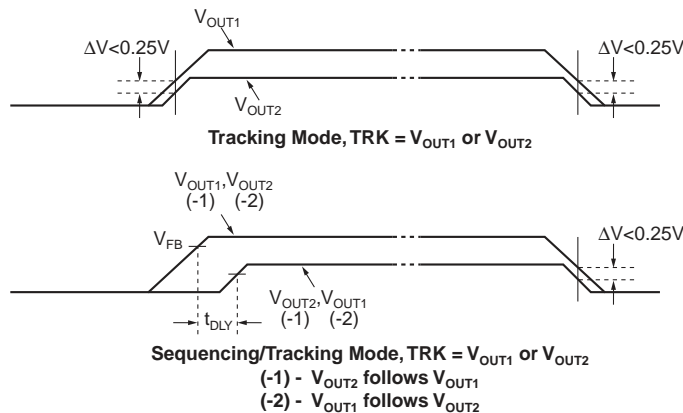 V_OUT1
ΔV<0.25V ΔV<0.25V
V_OUT2
Tracking Mode, TRK = V_OUT1 or V_OUT2
V_OUT1, V_OUT2
(-1) (-2)
V_FB ΔV<0.25V
V_OUT2, V_OUT1
t_DLY (-1) (-2)
Sequencing/Tracking Mode, TRK = V_OUT1 or V_OUT2
(-1) - V_OUT2 follows V_OUT1
(-2) - V_OUT1 follows V_OUT2